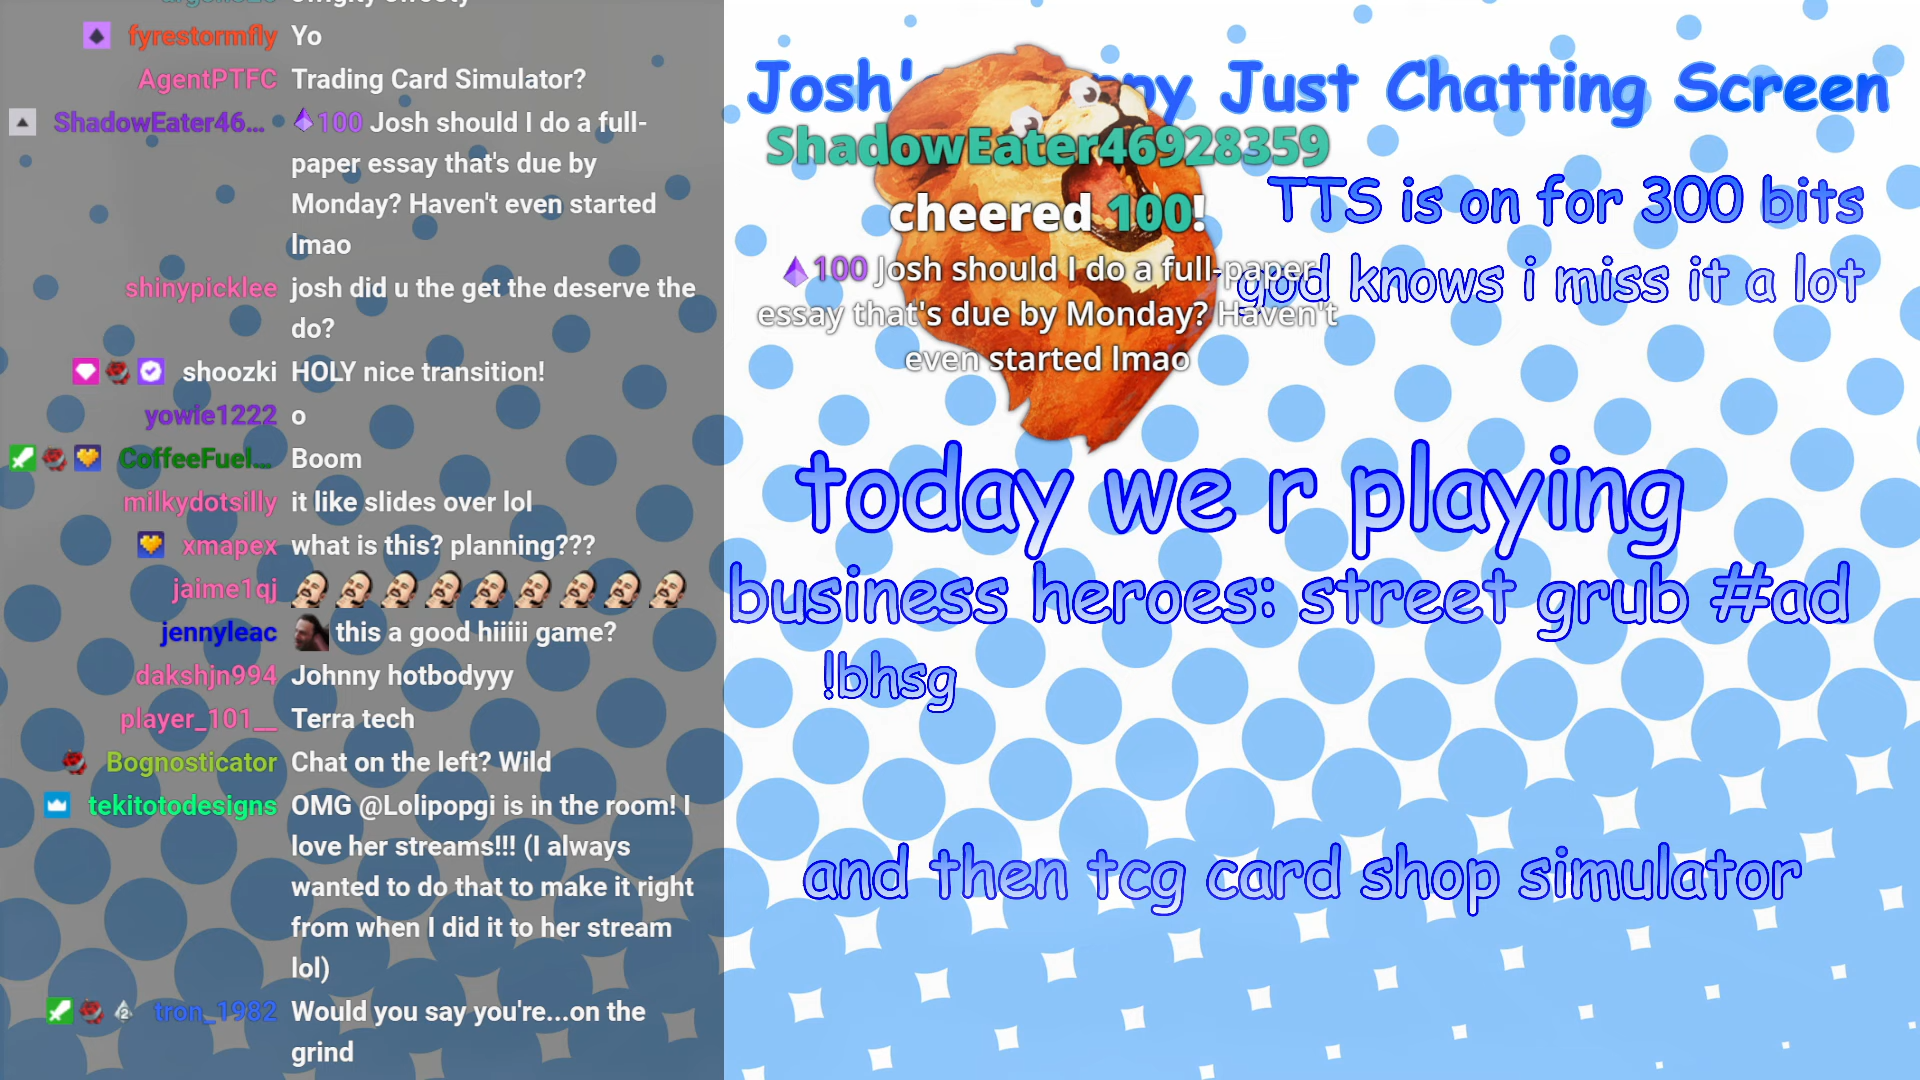 fyrestormfly Yo
AgentPTFC Trading Card Simulator?
ShadowEater46... 100 Josh should I do a full-
paper essay that's due by
Monday? Haven't even started
lmao
shinypicklee josh did u the get the deserve the
do?
shoozki HOLY nice transition!
yowie1222 o
CoffeeFuel... Boom
milkydotsilly it like slides over lol
xmapex what is this? planning???
jaime1qj
jennyleac this a good hiiiii game?
dakshjn994 Johnny hotbodyyy
player_101__ Terra tech
Bognosticator Chat on the left? Wild
tekitotodesigns OMG @Lolipopgi is in the room! I
love her streams!!! (I always
wanted to do that to make it right
from when I did it to her stream
lol)
tron_1982 Would you say you're...on the
grind
Josh' Just Chatting Screen
ShadowEater46928359
cheered 100!
100 Josh should I do a full-paper
essay that's due by Monday? Haven't
even started lmao
TTS is on for 300 bits
god knows i miss it a lot
today we r playing
business heroes: street grub #ad
!bhsg
and then tcg card shop simulator